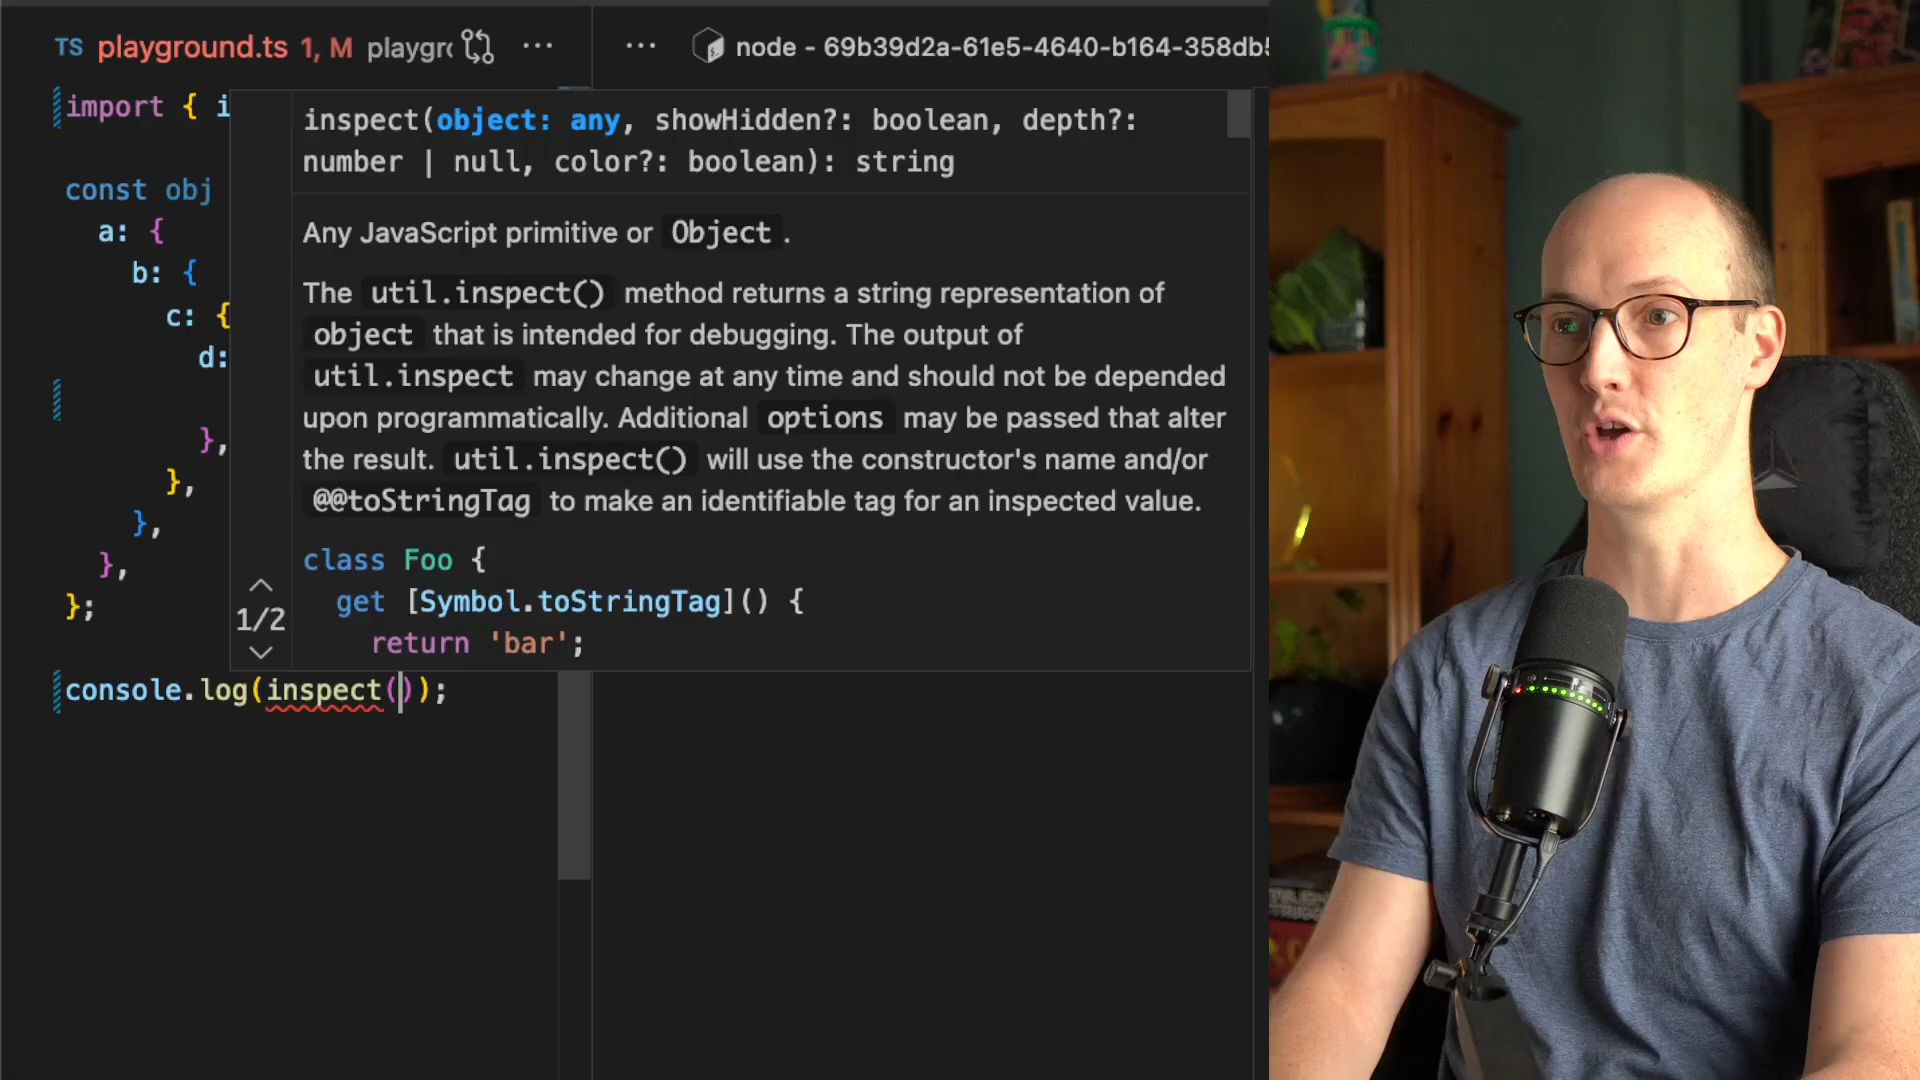 TS playground.ts 1, M playgr ···
··· node - 69b39d2a-61e5-4640-b164-358db5
import { i
const obj
a: {
b: {
c: {
d:
},
},
},
},
};
console.log(inspect());
inspect(object: any, showHidden?: boolean, depth?:
number | null, color?: boolean): string
Any JavaScript primitive or Object.
The util.inspect() method returns a string representation of
object that is intended for debugging. The output of
util.inspect may change at any time and should not be depended
upon programmatically. Additional options may be passed that alter
the result. util.inspect() will use the constructor's name and/or
@@toStringTag to make an identifiable tag for an inspected value.
class Foo {
get [Symbol.toStringTag]() {
return 'bar';
1/2